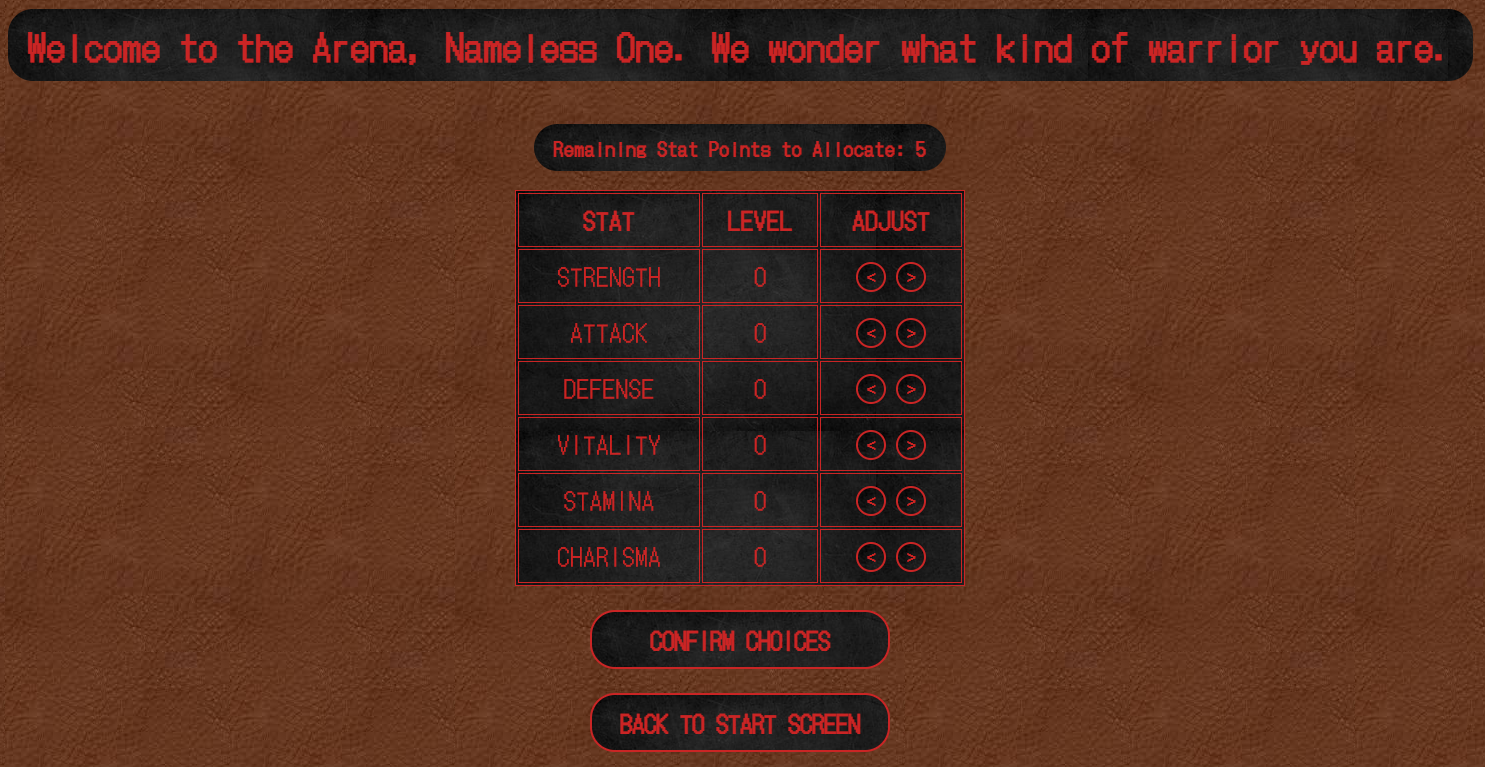 Welcome to the Arena, Nameless One. We wonder what kind of warrior you are.
Remaining Stat Points to Allocate: 5
STAT LEVEL ADJUST
STRENGTH 0 < >
ATTACK 0 < >
DEFENSE 0 < >
VITALITY 0 < >
STAMINA 0 < >
CHARISMA 0 < >
CONFIRM CHOICES
BACK TO START SCREEN